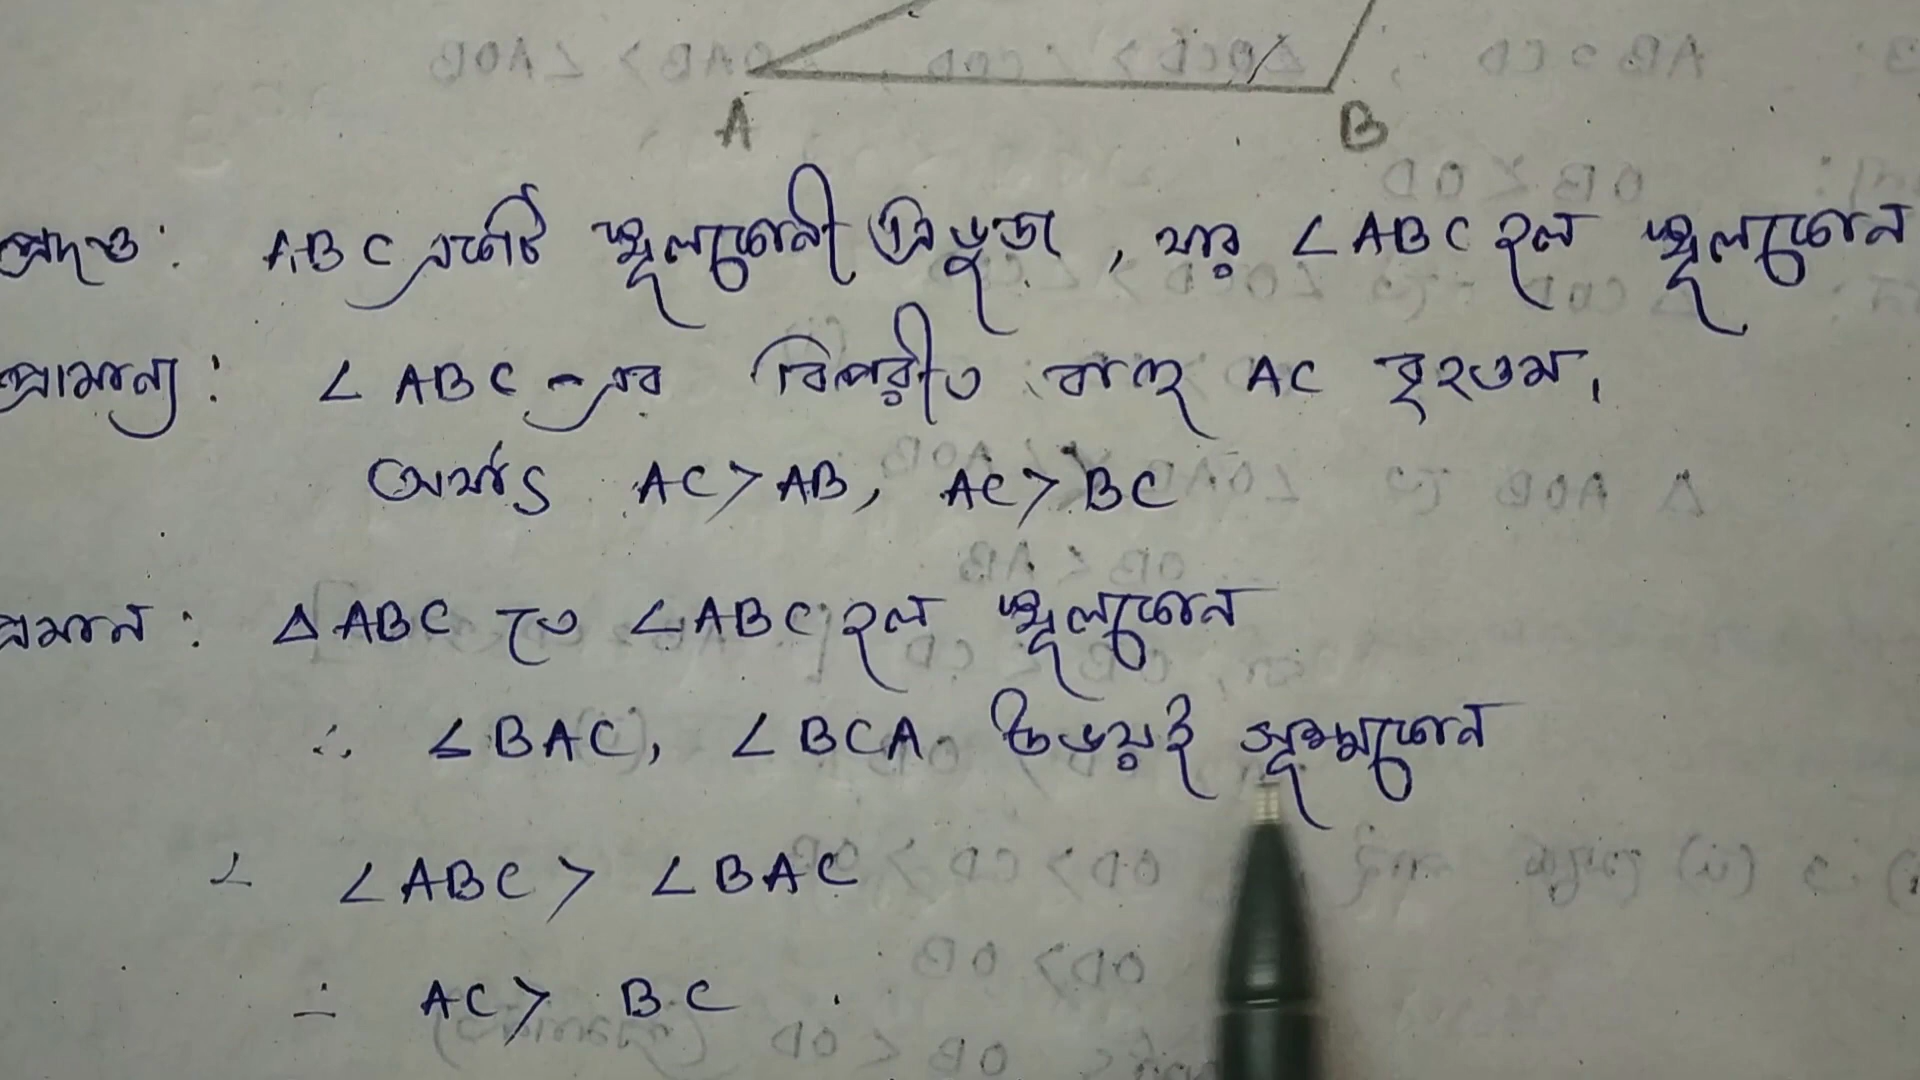 A B
প্রদত্ত : ABC একটি স্থূলকোনী ত্রিভুজ, যার ∠ABC হল স্থূলকোন
প্রামান্য : ∠ABC-এর বিপরীত বাহু AC বৃহত্তম,
অর্থাৎ AC > AB, AC > BC
প্রমান : △ABC তে ∠ABC হল স্থূলকোন
∴ ∠BAC, ∠BCA উভয়ই সূক্ষ্মকোন
∴ ∠ABC > ∠BAC
∴ AC > BC